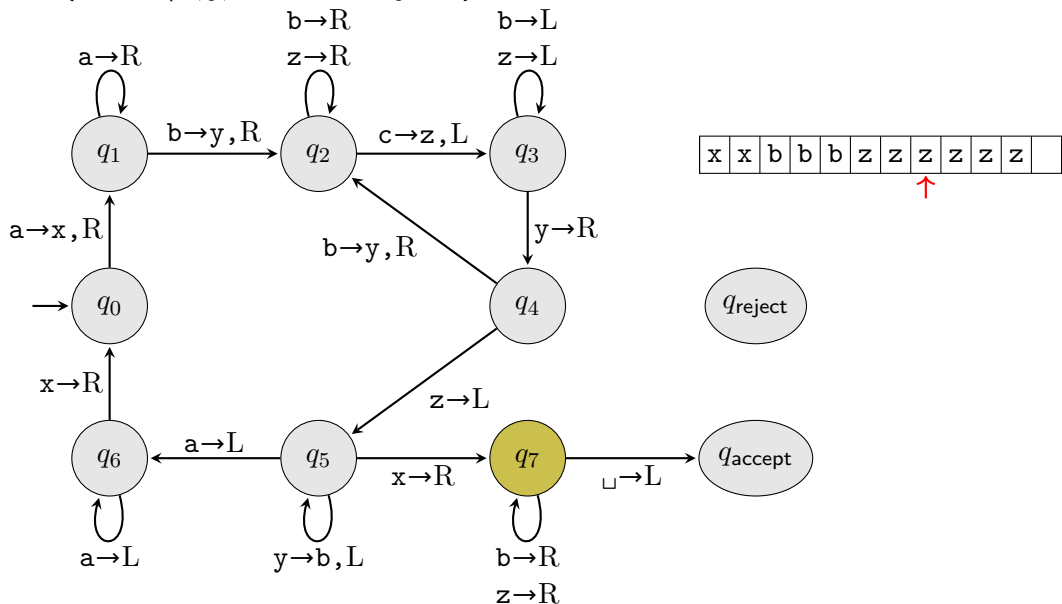 b→R
b→L
a→R
z→R
z→L
q1
b→y,R
q2
c→z,L
q3
x x b b b z z z z z z
↑
a→x,R
b→y,R
y→R
q0
q4
qreject
x→R
z→L
q6
a→L
q5
x→R
q7
␣→L
qaccept
a→L
y→b,L
b→R
z→R